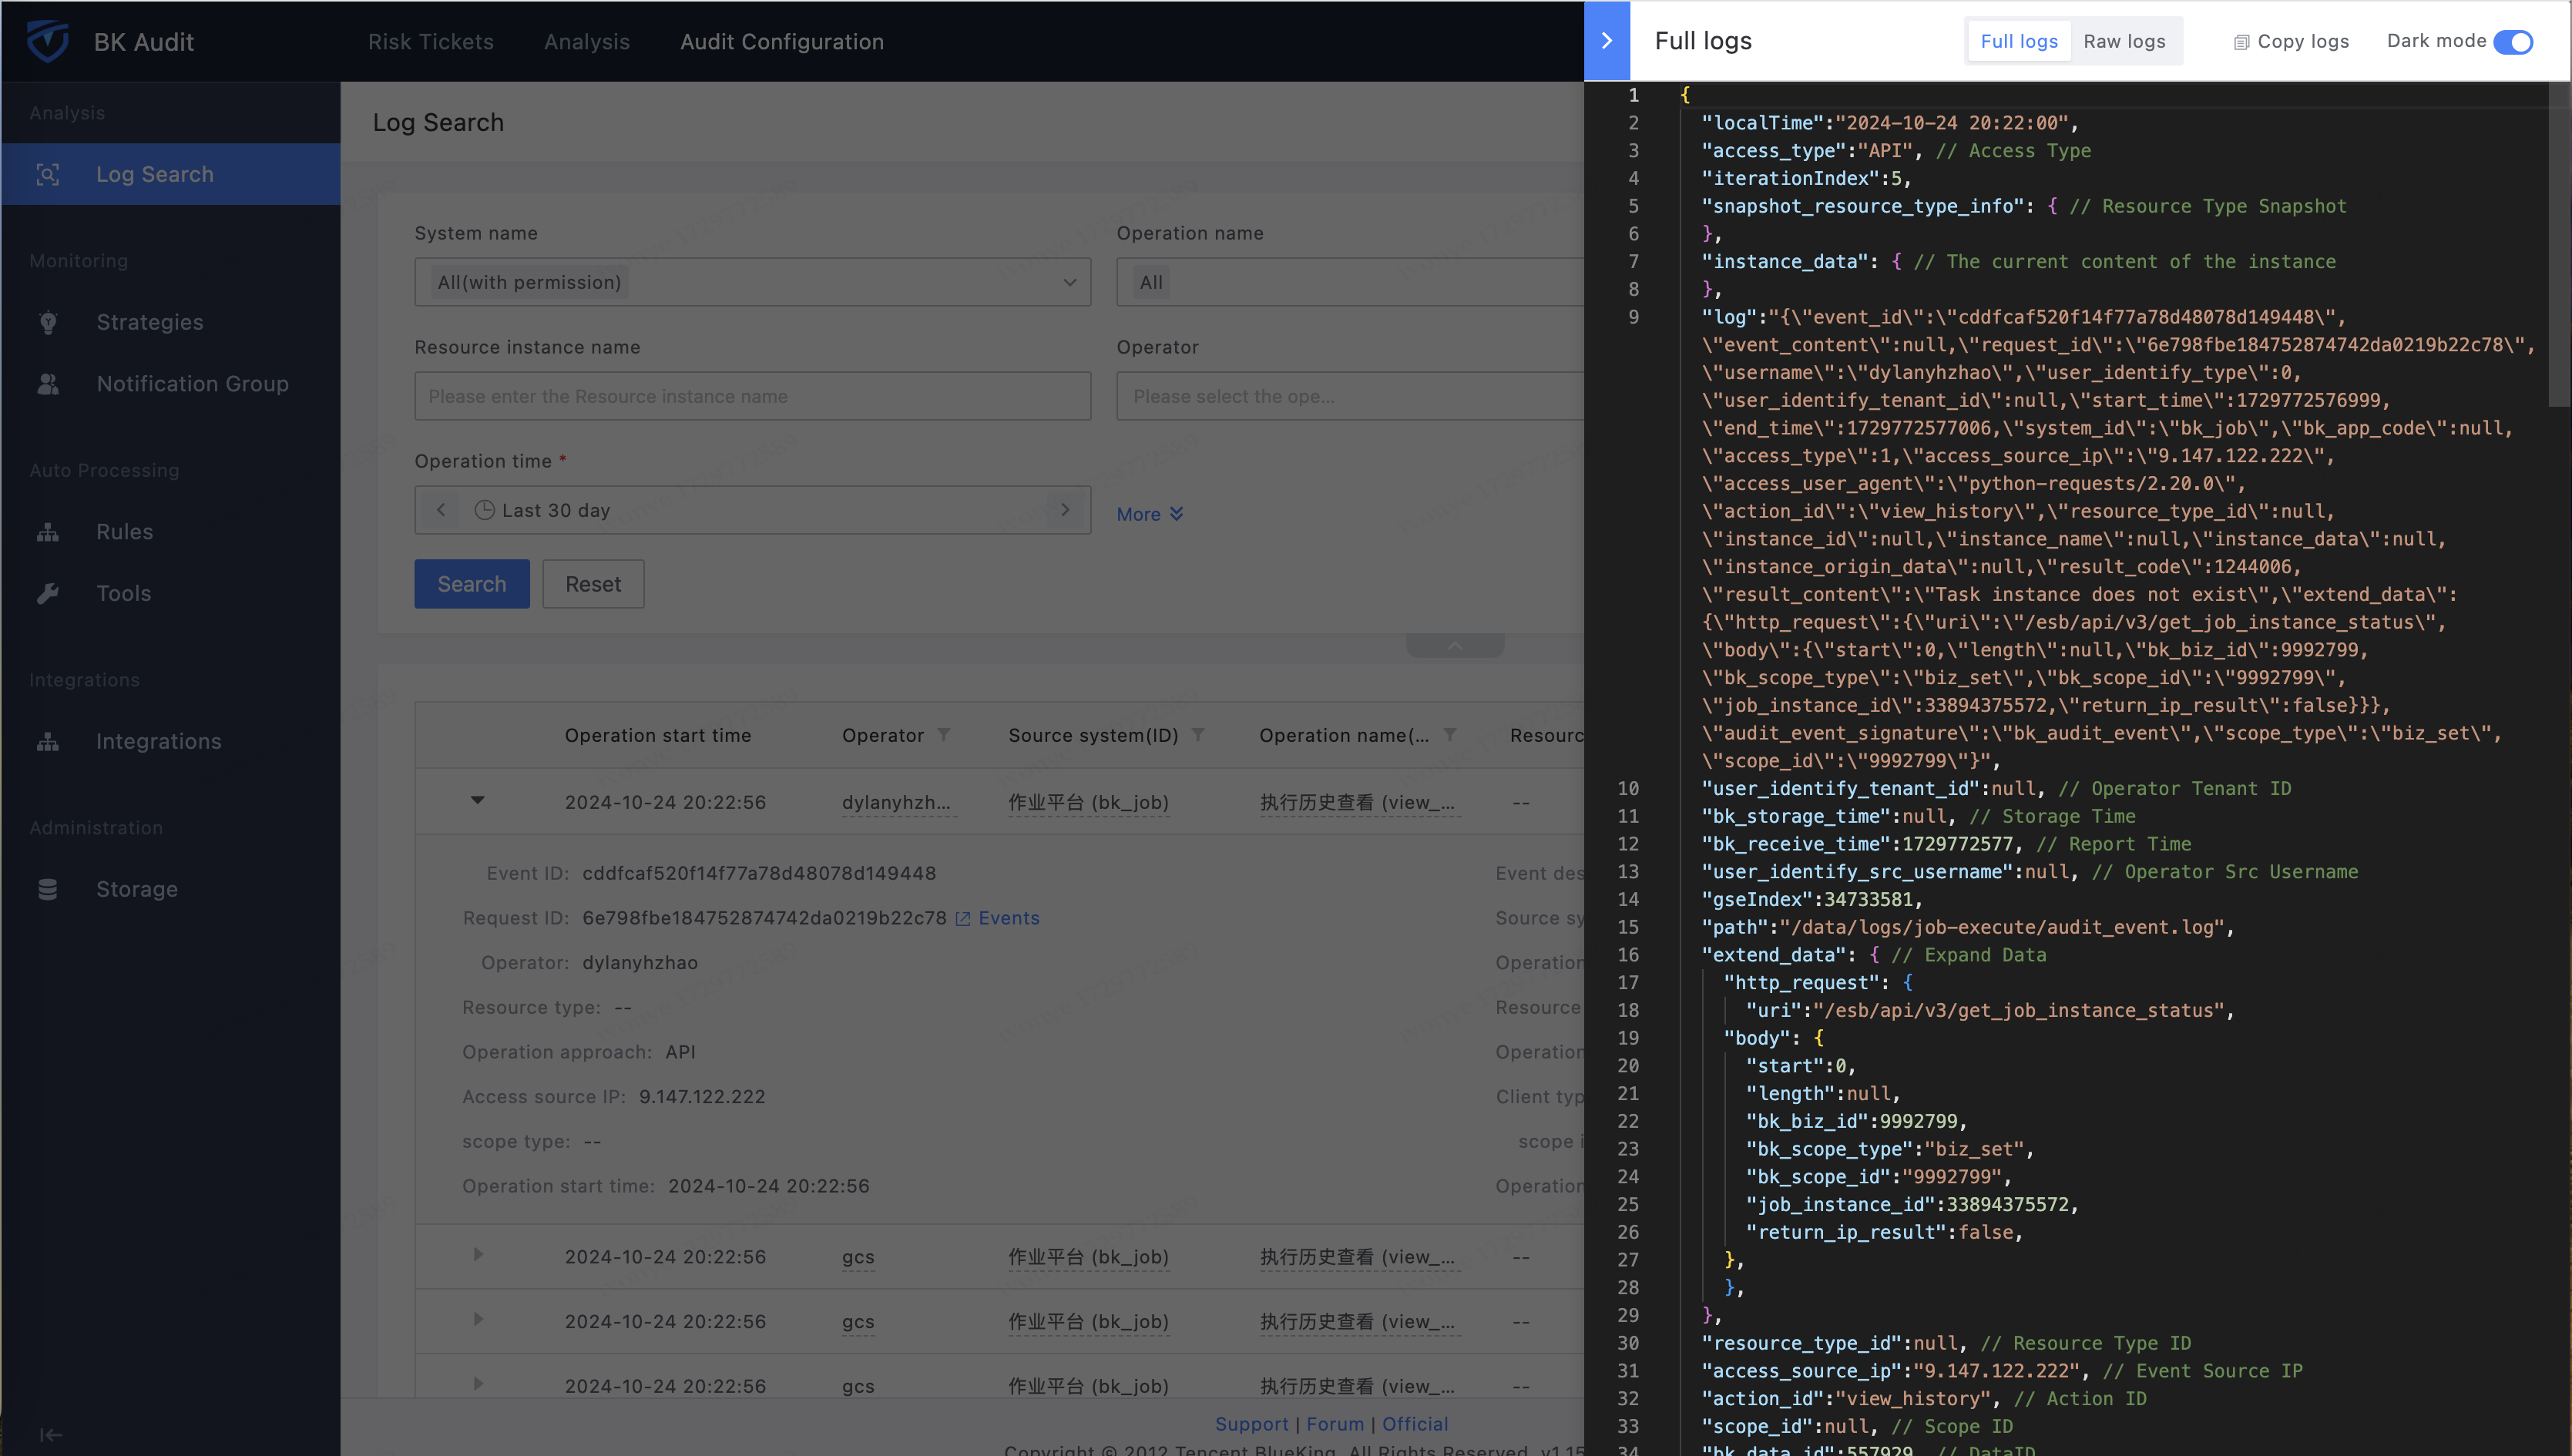 BK Audit
Risk Tickets
Analysis
Audit Configuration
Analysis
Log Search
Monitoring
Strategies
Notification Group
Auto Processing
Rules
Tools
Integrations
Integrations
Administration
Storage
Log Search
System name
Operation name
All(with permission)
All
Resource instance name
Operator
Please enter the Resource instance name
Please select the ope...
Operation time *
Last 30 day
More
Search
Reset
Operation start time Operator Source system(ID) Operation name(... Resourc
2024-10-24 20:22:56 dylanyhzh... 作业平台 (bk_job) 执行历史查看 (view_... --
Event ID: cddfcaf520f14f77a78d48078d149448
Event des
Request ID: 6e798fbe184752874742da0219b22c78 Events
Source sy
Operator: dylanyhzhao
Operation
Resource type: --
Resource
Operation approach: API
Operation
Access source IP: 9.147.122.222
Client typ
scope type: --
scope i
Operation start time: 2024-10-24 20:22:56
Operation
2024-10-24 20:22:56 gcs 作业平台 (bk_job) 执行历史查看 (view_... --
2024-10-24 20:22:56 gcs 作业平台 (bk_job) 执行历史查看 (view_... --
2024-10-24 20:22:56 gcs 作业平台 (bk_job) 执行历史查看 (view_... --
Support | Forum | Official
Copyright © 2012 Tencent BlueKing. All Rights Reserved. v1.15
Full logs
Full logs
Raw logs
Copy logs
Dark mode
1 {
2 "localTime":"2024-10-24 20:22:00",
3 "access_type":"API", // Access Type
4 "iterationIndex":5,
5 "snapshot_resource_type_info": { // Resource Type Snapshot
6 },
7 "instance_data": { // The current content of the instance
8 },
9 "log":"{\"event_id\":\"cddfcaf520f14f77a78d48078d149448\",
\"event_content\":null,\"request_id\":\"6e798fbe184752874742da0219b22c78\",
\"username\":\"dylanyhzhao\",\"user_identify_type\":0,
\"user_identify_tenant_id\":null,\"start_time\":1729772576999,
\"end_time\":1729772577006,\"system_id\":\"bk_job\",\"bk_app_code\":null,
\"access_type\":1,\"access_source_ip\":\"9.147.122.222\",
\"access_user_agent\":\"python-requests/2.20.0\",
\"action_id\":\"view_history\",\"resource_type_id\":null,
\"instance_id\":null,\"instance_name\":null,\"instance_data\":null,
\"instance_origin_data\":null,\"result_code\":1244006,
\"result_content\":\"Task instance does not exist\",\"extend_data\":
{\"http_request\":{\"uri\":\"/esb/api/v3/get_job_instance_status\",
\"body\":{\"start\":0,\"length\":null,\"bk_biz_id\":9992799,
\"bk_scope_type\":\"biz_set\",\"bk_scope_id\":\"9992799\",
\"job_instance_id\":33894375572,\"return_ip_result\":false}}},
\"audit_event_signature\":\"bk_audit_event\",\"scope_type\":\"biz_set\",
\"scope_id\":\"9992799\"}",
10 "user_identify_tenant_id":null, // Operator Tenant ID
11 "bk_storage_time":null, // Storage Time
12 "bk_receive_time":1729772577, // Report Time
13 "user_identify_src_username":null, // Operator Src Username
14 "gseIndex":34733581,
15 "path":"/data/logs/job-execute/audit_event.log",
16 "extend_data": { // Expand Data
17 "http_request": {
18 "uri":"/esb/api/v3/get_job_instance_status",
19 "body": {
20 "start":0,
21 "length":null,
22 "bk_biz_id":9992799,
23 "bk_scope_type":"biz_set",
24 "bk_scope_id":"9992799",
25 "job_instance_id":33894375572,
26 "return_ip_result":false,
27 },
28 },
29 },
30 "resource_type_id":null, // Resource Type ID
31 "access_source_ip":"9.147.122.222", // Event Source IP
32 "action_id":"view_history", // Action ID
33 "scope_id":null, // Scope ID
34 "bk_data_id":557929, // DataID